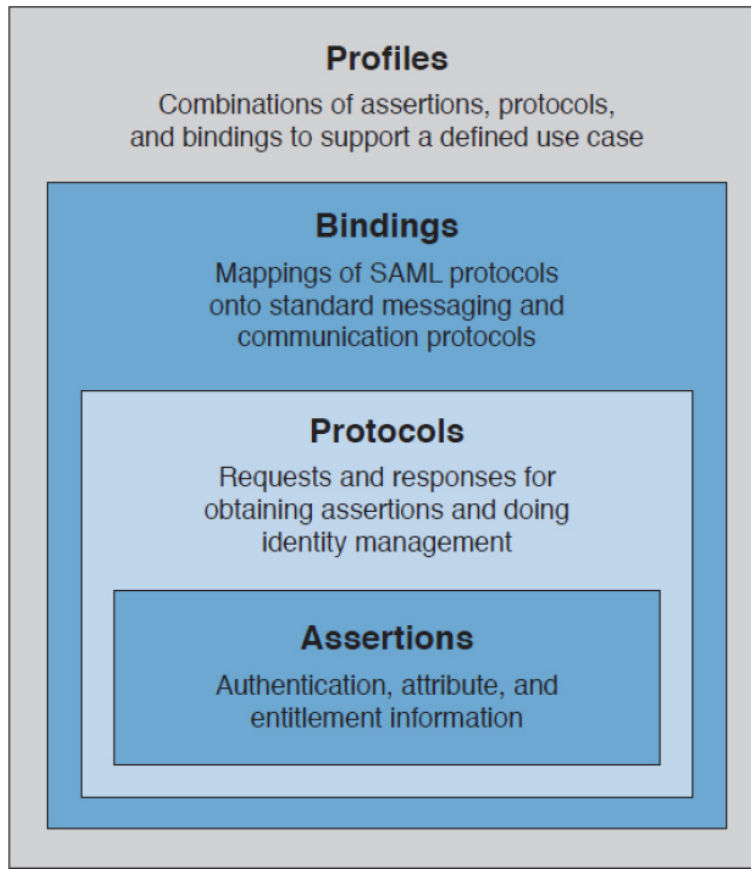 Profiles
Combinations of assertions, protocols,
and bindings to support a defined use case
Bindings
Mappings of SAML protocols
onto standard messaging and
communication protocols
Protocols
Requests and responses for
obtaining assertions and doing
identity management
Assertions
Authentication, attribute, and
entitlement information